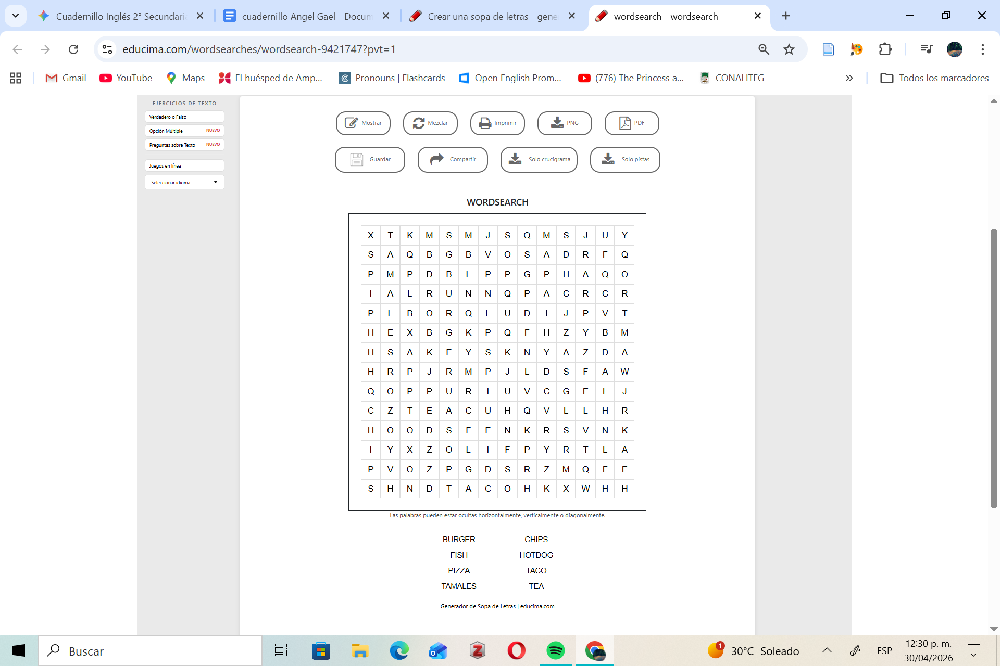 Cuadernillo Inglés 2° Secundari
cuadernillo Angel Gael - Docum
Crear una sopa de letras - gene
wordsearch - wordsearch
educima.com/wordsearches/wordsearch-9421747?pvt=1
Gmail
YouTube
Maps
El huésped de Amp...
Pronouns | Flashcards
Open English Prom...
(776) The Princess a...
CONALITEG
Todos los marcadores
EJERCICIOS DE TEXTO
Verdadero o Falso
Opción Múltiple NUEVO
Preguntas sobre Texto NUEVO
Juegos en línea
Seleccionar idioma
Mostrar
Mezclar
Imprimir
PNG
PDF
Guardar
Compartir
Solo crucigrama
Solo pistas
WORDSEARCH
X T K M S M J S Q M S J U Y
S A Q B G B V O S A D R F Q
P M P D B L P P G P H A Q O
I A L R U N N Q P A C R C R
P L B O R Q L U D I J P V T
H E X B G K P Q F H Z Y B M
H S A K E Y S K N Y A Z D A
H R P J R M P J L D S F A W
Q O P P U R I U V C G E L J
C Z T E A C U H Q V L L H R
H O O D S F E N K R S V N K
I Y X Z O L I F P Y R T L A
P V O Z P G D S R Z M Q F E
S H N D T A C O H K X W H H
Las palabras pueden estar ocultas horizontalmente, verticalmente o diagonalmente.
BURGER CHIPS
FISH HOTDOG
PIZZA TACO
TAMALES TEA
Generador de Sopa de Letras | educima.com
Buscar
1
30°C Soleado
ESP
12:30 p. m.
30/04/2026